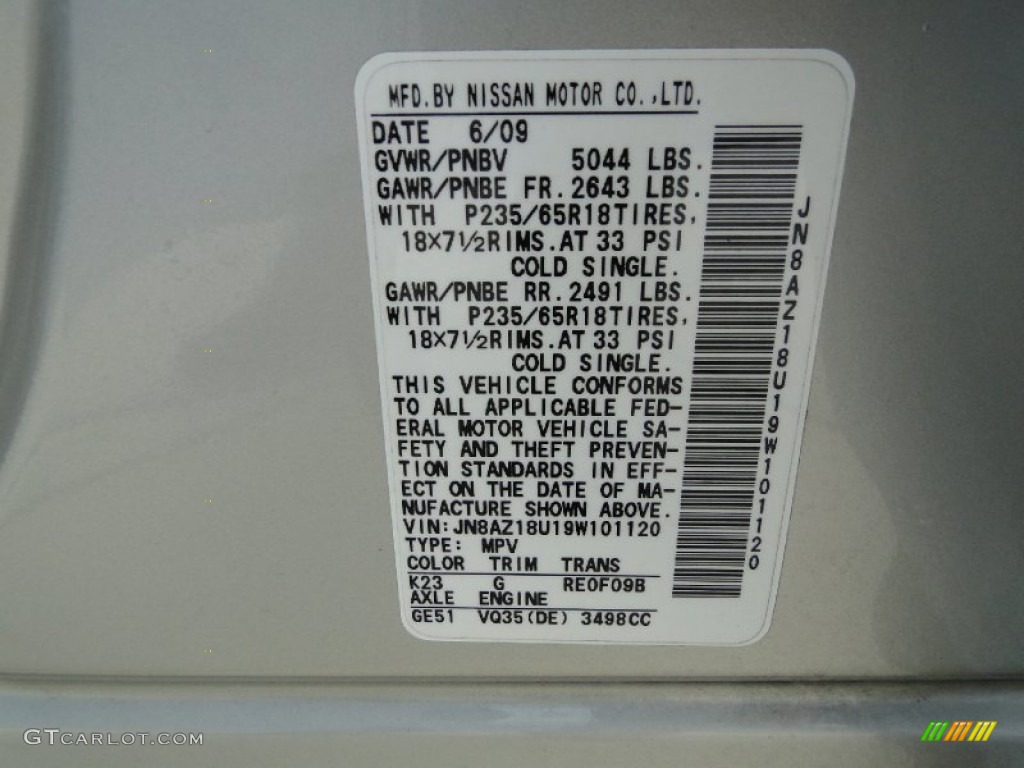 MFD.BY NISSAN MOTOR CO.,LTD.
DATE 6/09
GVWR/PNBV 5044 LBS.
GAWR/PNBE FR. 2643 LBS.
WITH P235/65R18TIRES,
18×7½RIMS.AT 33 PSI
COLD SINGLE.
GAWR/PNBE RR. 2491 LBS.
WITH P235/65R18TIRES,
18×7½RIMS.AT 33 PSI
COLD SINGLE.
THIS VEHICLE CONFORMS
TO ALL APPLICABLE FED-
ERAL MOTOR VEHICLE SA-
FETY AND THEFT PREVEN-
TION STANDARDS IN EFF-
ECT ON THE DATE OF MA-
NUFACTURE SHOWN ABOVE.
VIN:JN8AZ18U19W101120
TYPE: MPV
COLOR TRIM TRANS
K23 G RE0F09B
AXLE ENGINE
GE51 VQ35(DE) 3498CC
JN8AZ18U19W101120
GTCARLOT.COM